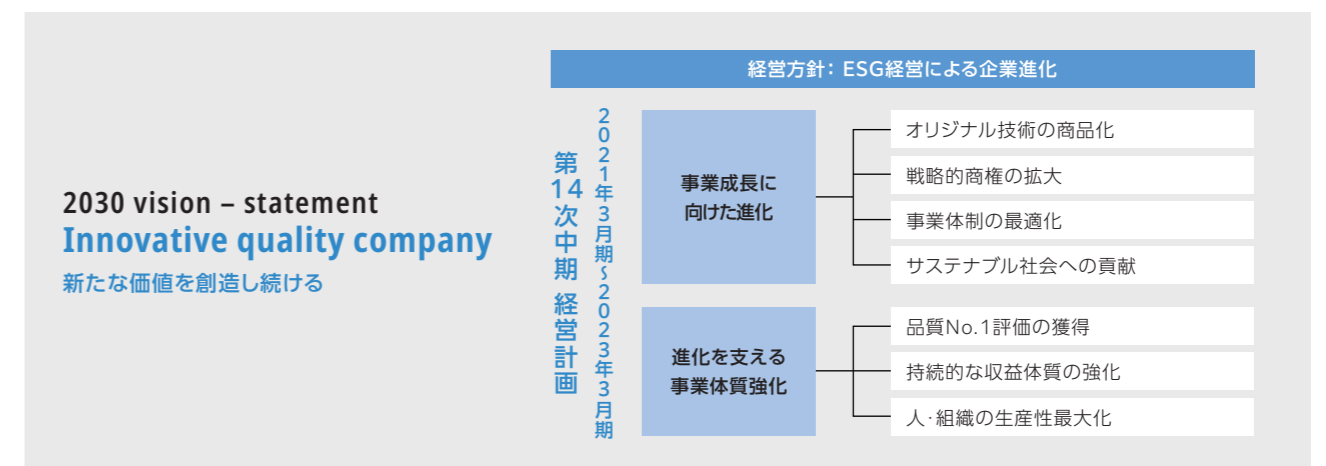 2030 vision – statement
Innovative quality company
新たな価値を創造し続ける
経営方針：ESG経営による企業進化
第14次中期 経営計画
2021年3月期～2023年3月期
事業成長に
向けた進化
オリジナル技術の商品化
戦略的商権の拡大
事業体制の最適化
サステナブル社会への貢献
進化を支える
事業体質強化
品質No.1評価の獲得
持続的な収益体質の強化
人・組織の生産性最大化